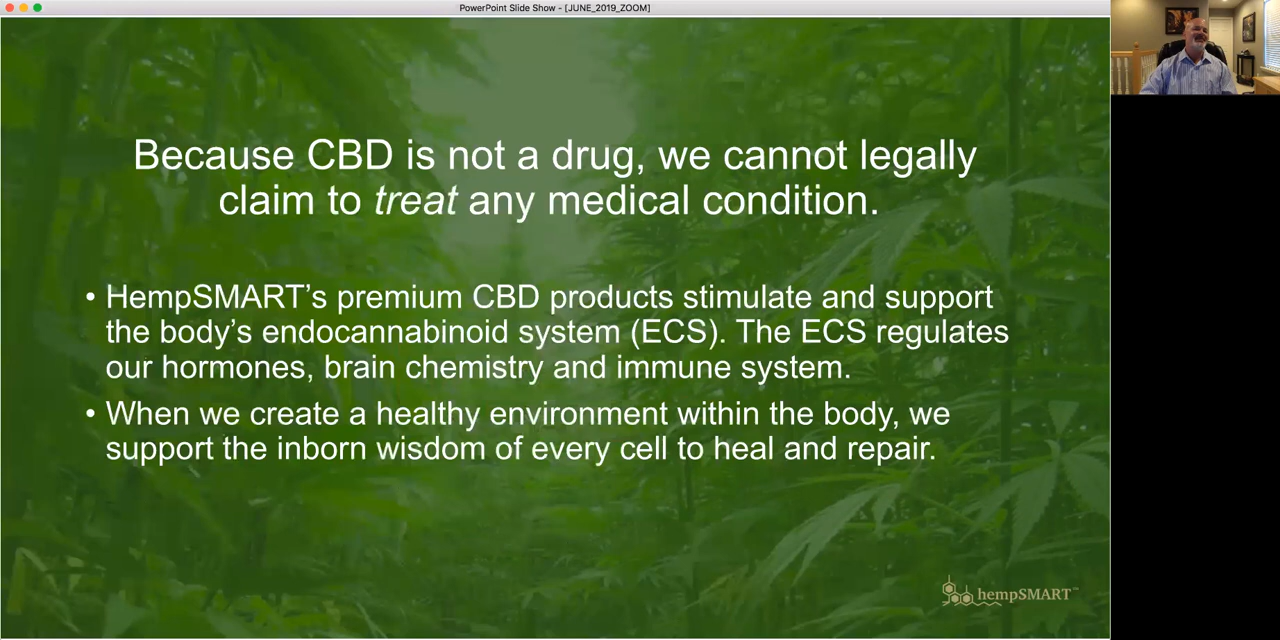 PowerPoint Slide Show - [JUNE_2019_ZOOM]
Because CBD is not a drug, we cannot legally
claim to treat any medical condition.
• HempSMART’s premium CBD products stimulate and support
the body’s endocannabinoid system (ECS). The ECS regulates
our hormones, brain chemistry and immune system.
• When we create a healthy environment within the body, we
support the inborn wisdom of every cell to heal and repair.
hempSMART™